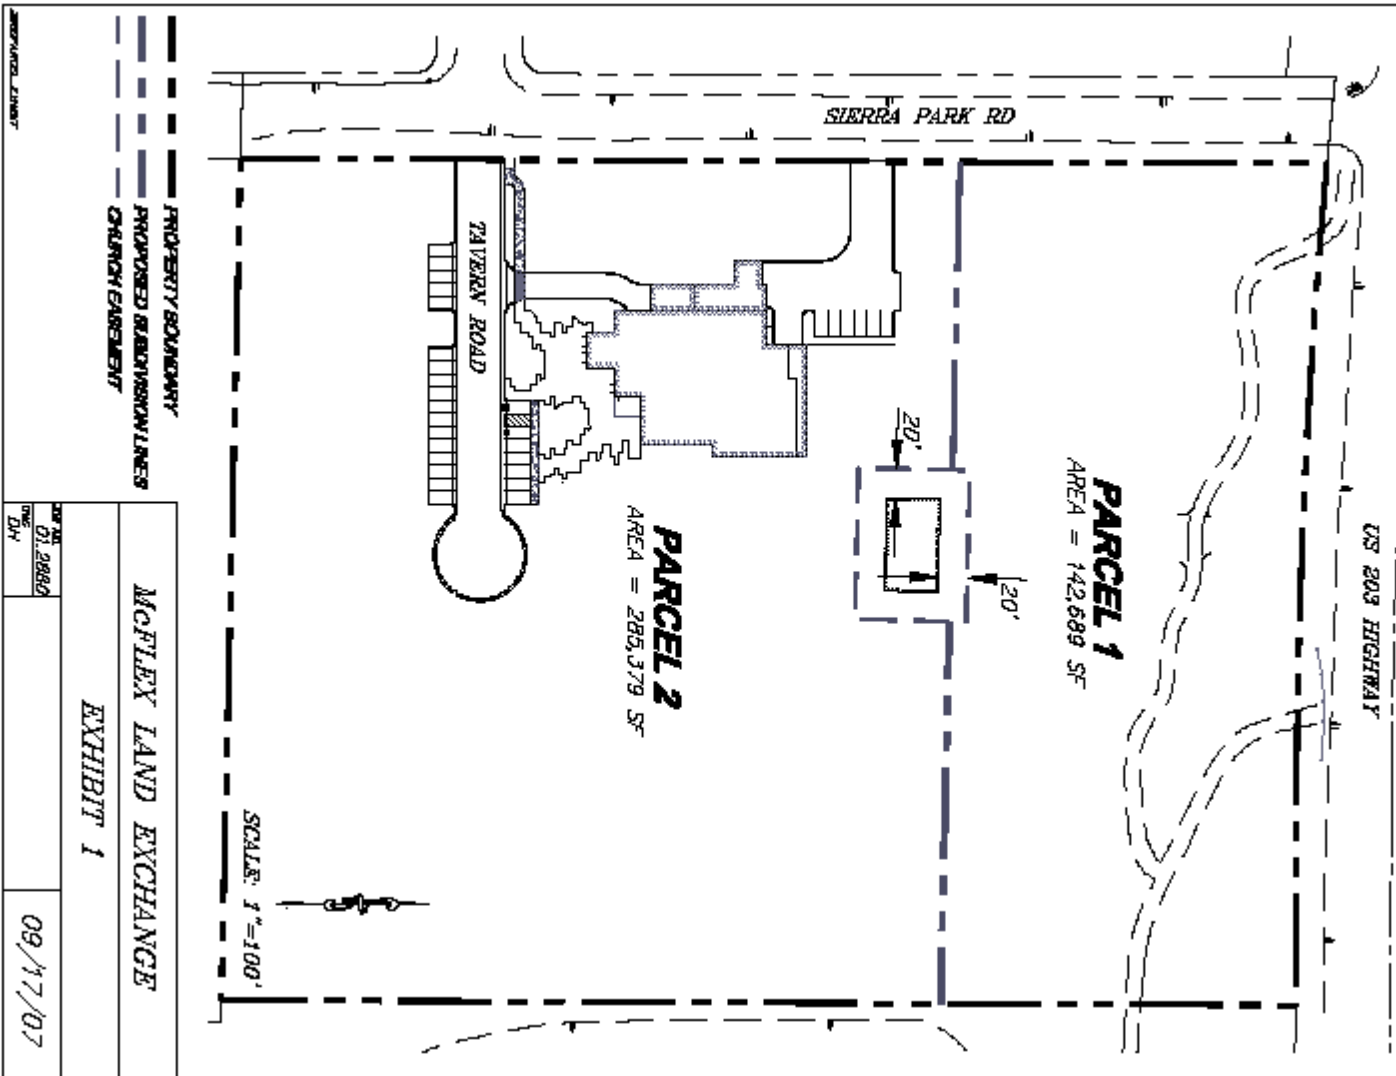 SIERRA PARK RD
US 203 HIGHWAY
TAVERN ROAD
PARCEL 1
AREA = 142,689 SF
20'
20'
PARCEL 2
AREA = 285,379 SF
SCALE: 1"=100'
PROPERTY BOUNDARY
PROPOSED SUBDIVISION LINES
CHURCH EASEMENT
McFLEX LAND EXCHANGE
EXHIBIT 1
DH
09/17/07